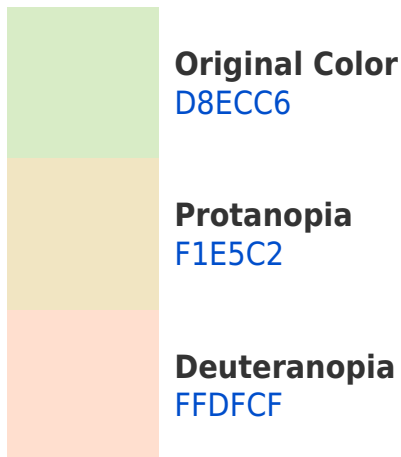 Original Color
D8ECC6
Protanopia
F1E5C2
Deuteranopia
FFDFCF